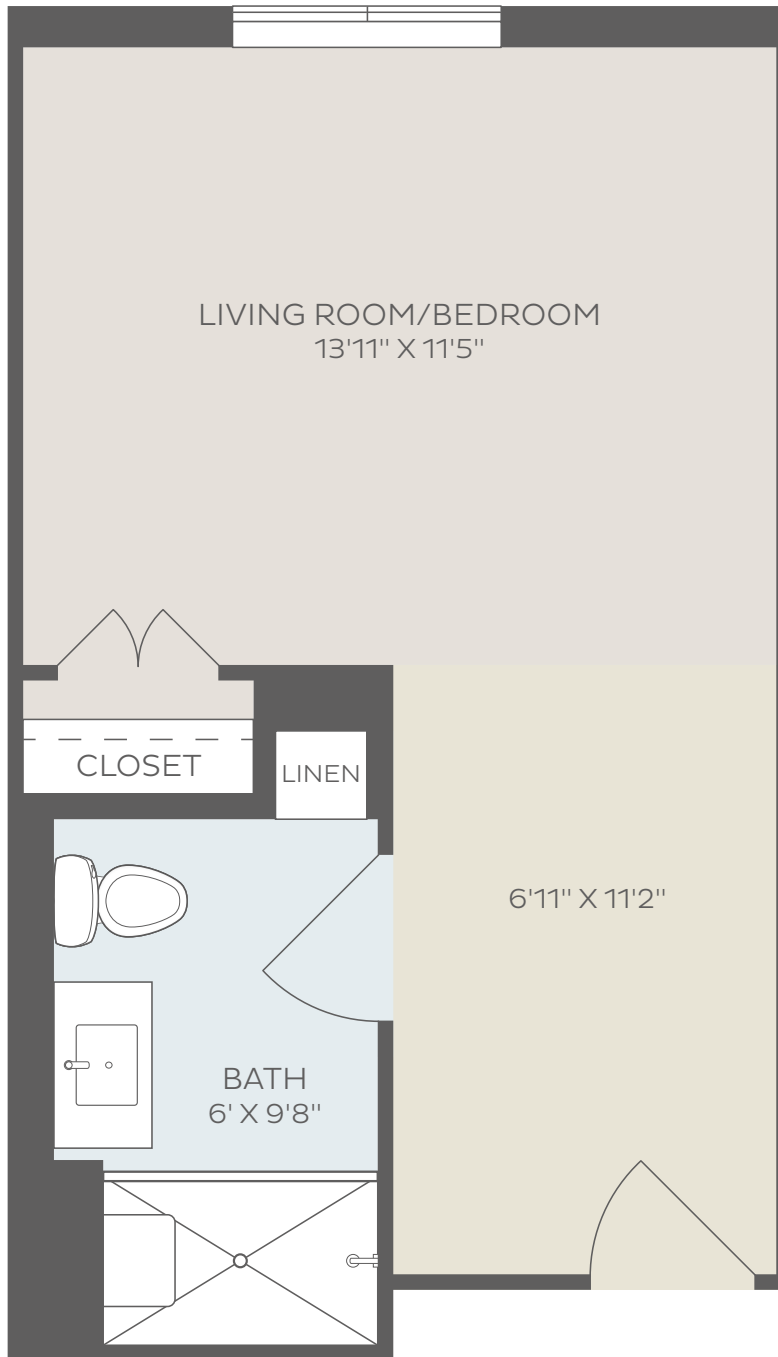 LIVING ROOM/BEDROOM
13'11" X 11'5"
CLOSET
LINEN
6'11" X 11'2"
BATH
6' X 9'8"